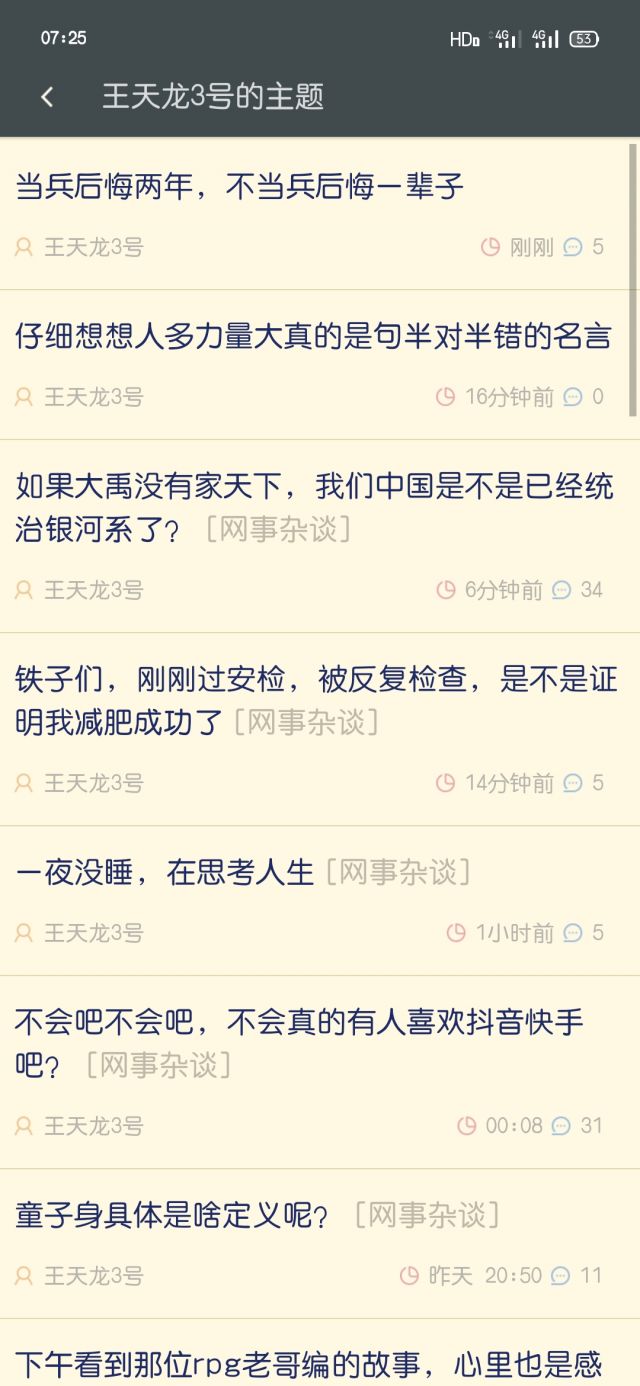 07:25
HD 4G 4G 53
王天龙3号的主题
当兵后悔两年，不当兵后悔一辈子
王天龙3号 刚刚 5
仔细想想人多力量大真的是句半对半错的名言
王天龙3号 16分钟前 0
如果大禹没有家天下，我们中国是不是已经统
治银河系了？[网事杂谈]
王天龙3号 6分钟前 34
铁子们，刚刚过安检，被反复检查，是不是证
明我减肥成功了 [网事杂谈]
王天龙3号 14分钟前 5
一夜没睡，在思考人生 [网事杂谈]
王天龙3号 1小时前 5
不会吧不会吧，不会真的有人喜欢抖音快手
吧？[网事杂谈]
王天龙3号 00:08 31
童子身具体是啥定义呢？[网事杂谈]
王天龙3号 昨天 20:50 11
下午看到那位rpg老哥编的故事，心里也是感